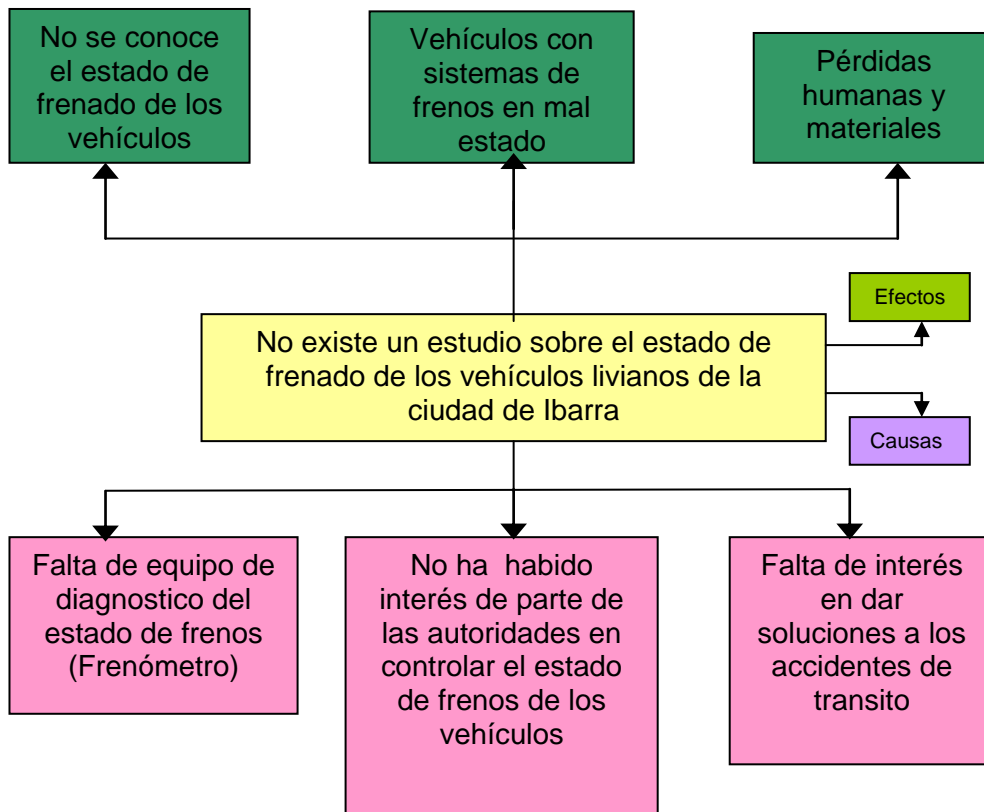 No se conoce
el estado de
frenado de los
vehículos
Vehículos con
sistemas de
frenos en mal
estado
Pérdidas
humanas y
materiales
Efectos
No existe un estudio sobre el estado de
frenado de los vehículos livianos de la
ciudad de Ibarra
Causas
Falta de equipo de
diagnostico del
estado de frenos
(Frenómetro)
No ha  habido
interés de parte de
las autoridades en
controlar el estado
de frenos de los
vehículos
Falta de interés
en dar
soluciones a los
accidentes de
transito